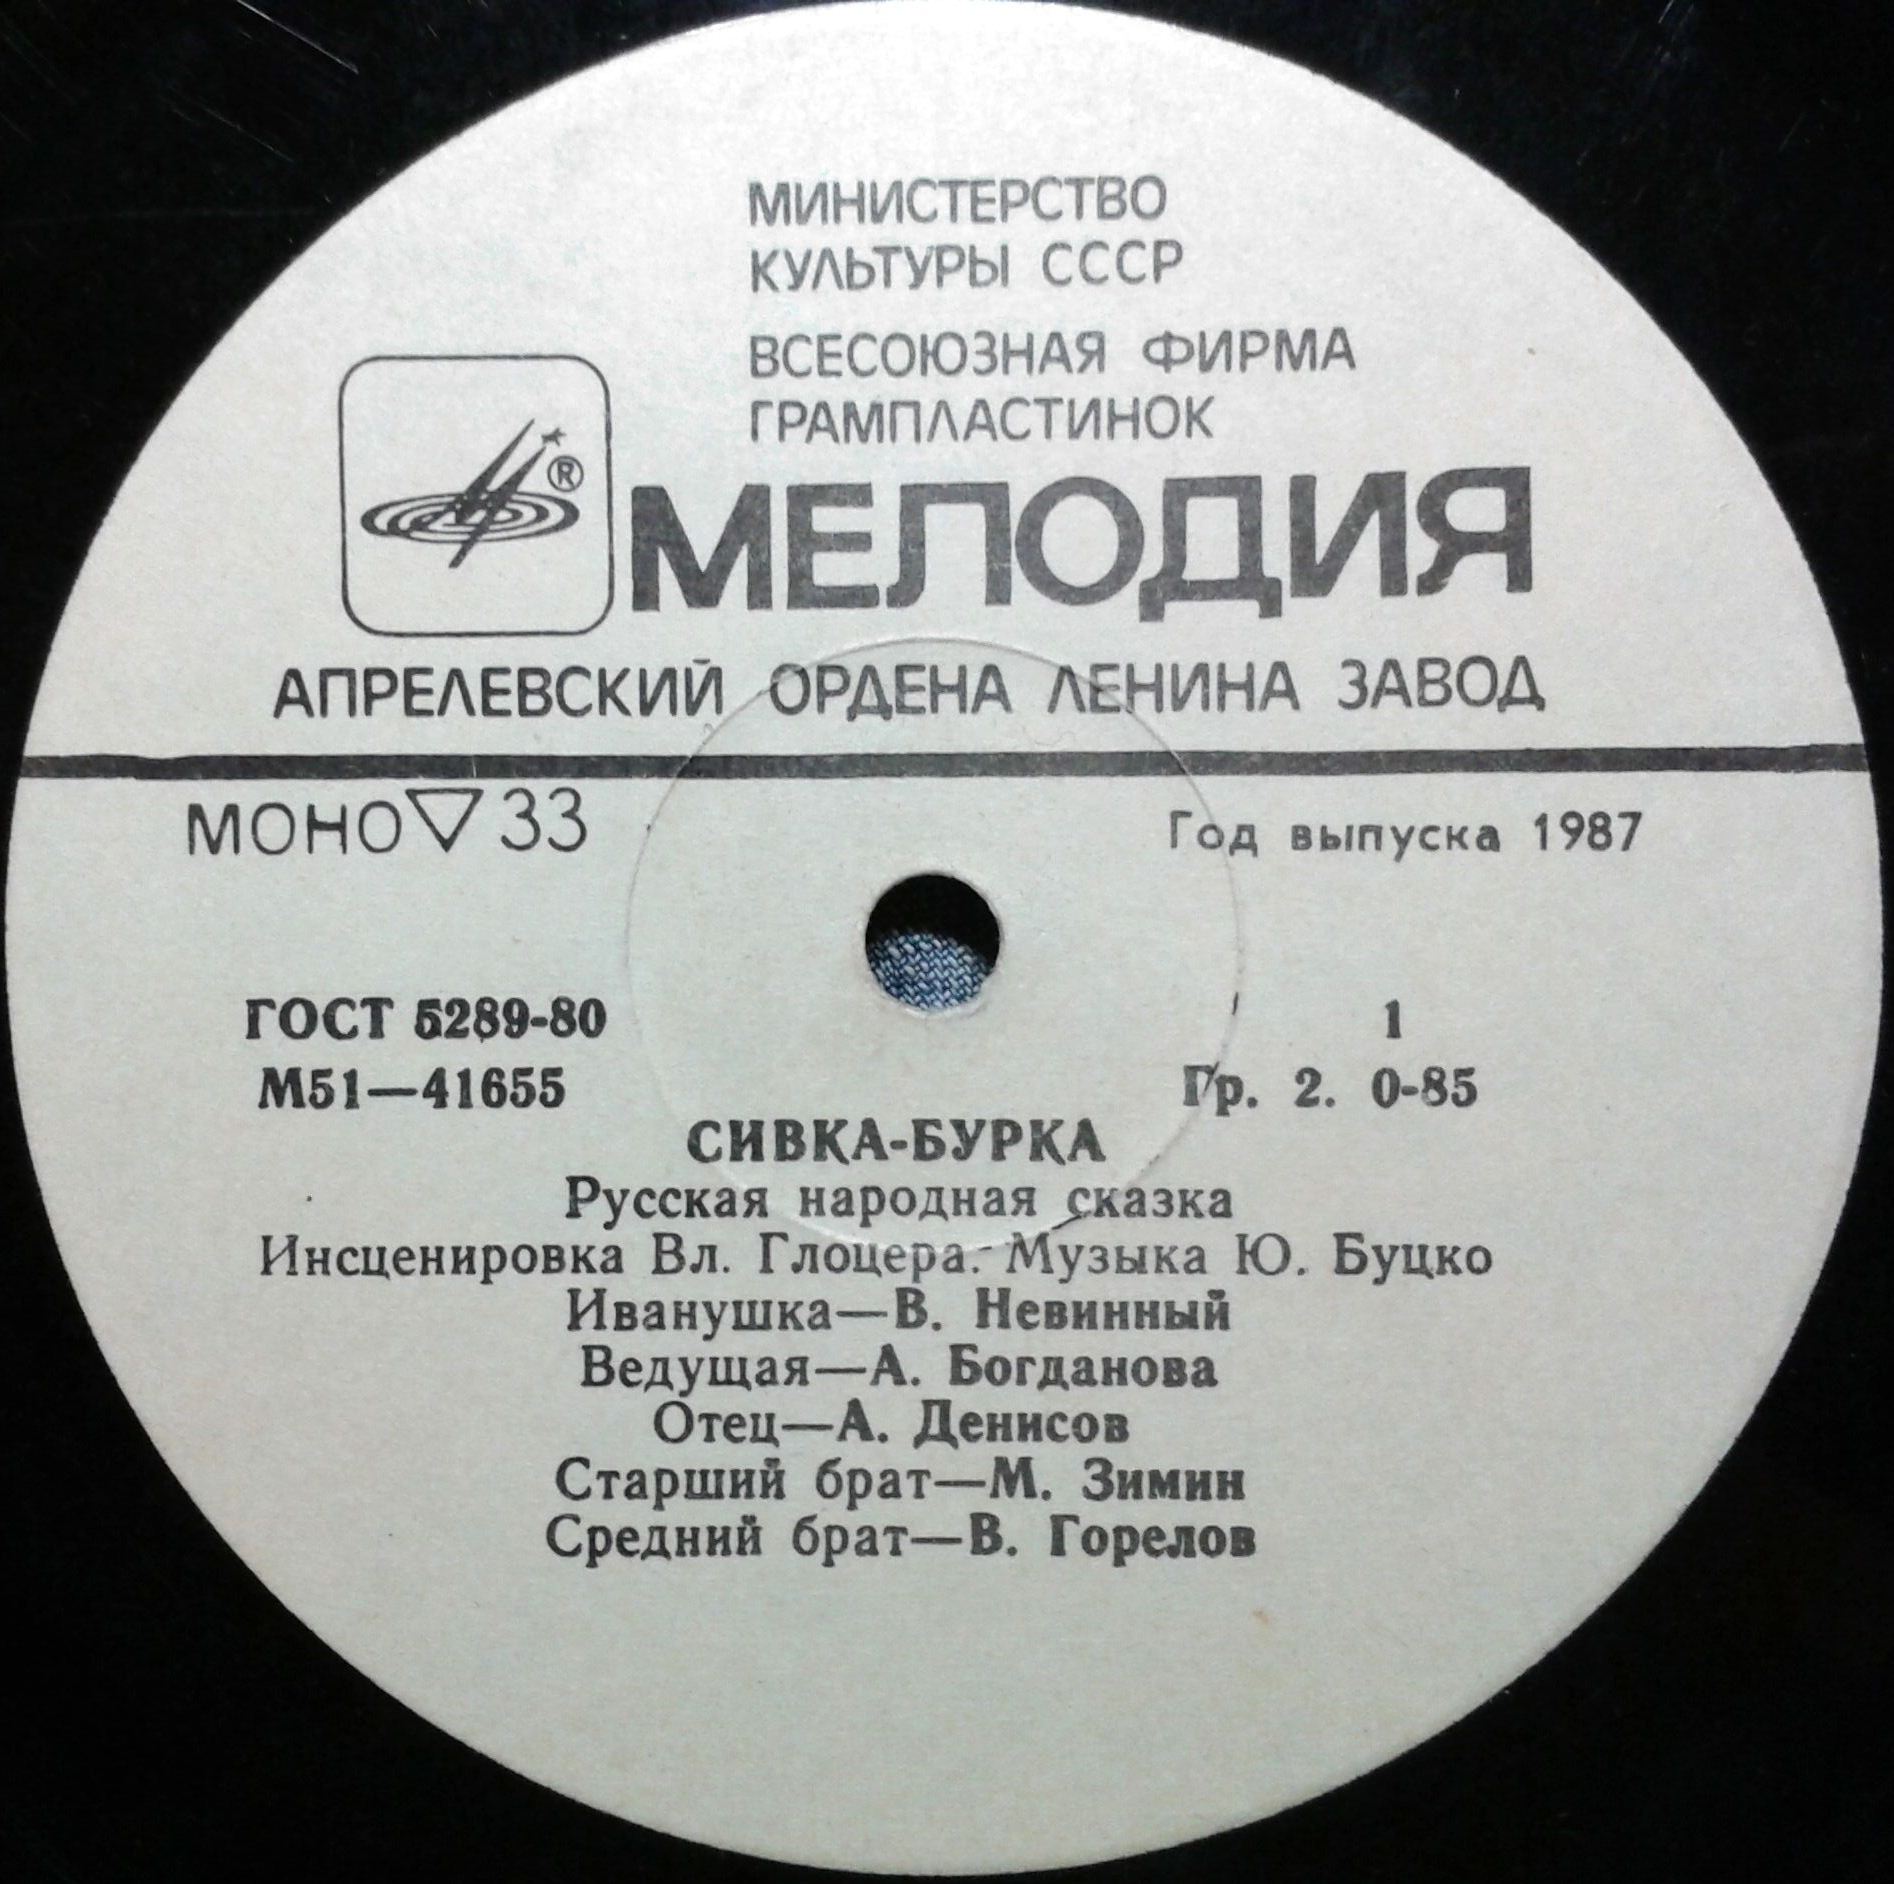 МИНИСТЕРСТВО
КУЛЬТУРЫ СССР
ВСЕСОЮЗНАЯ ФИРМА
ГРАМПЛАСТИНОК
®
МЕЛОДИЯ
АПРЕЛЕВСКИЙ ОРДЕНА ЛЕНИНА ЗАВОД
МОНО ▽ 33 Год выпуска 1987
ГОСТ 5289-80 1
М51—41655 Гр. 2. 0-85
СИВКА-БУРКА
Русская народная сказка
Инсценировка Вл. Глоцера. Музыка Ю. Буцко
Иванушка—В. Невинный
Ведущая—А. Богданова
Отец—А. Денисов
Старший брат—М. Зимин
Средний брат—В. Горелов